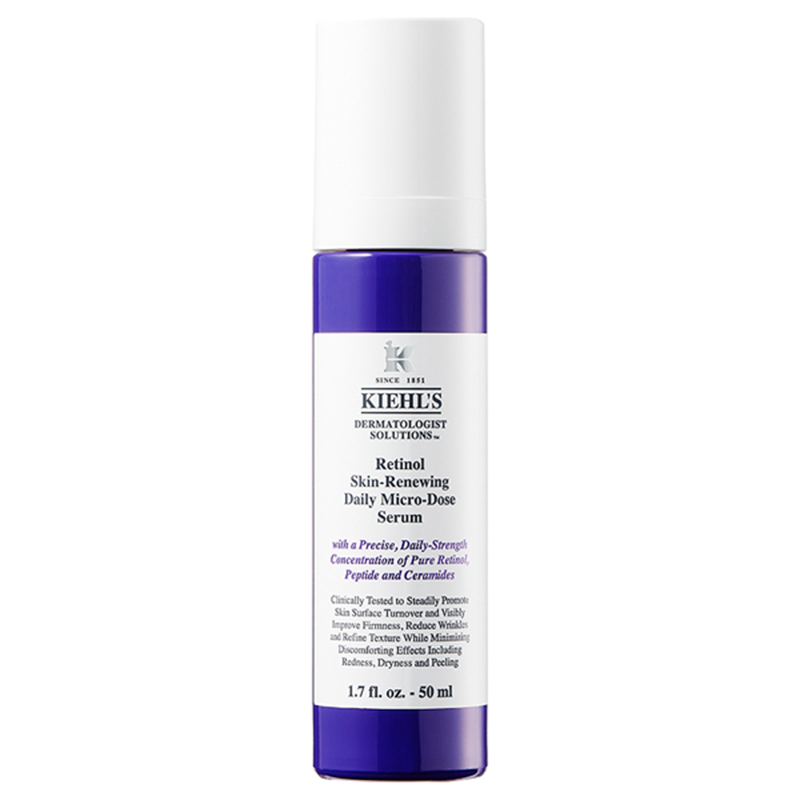 K
SINCE 1851
KIEHL'S
DERMATOLOGIST
SOLUTIONS™
Retinol
Skin-Renewing
Daily Micro-Dose
Serum
with a Precise, Daily-Strength
Concentration of Pure Retinol,
Peptide and Ceramides
Clinically Tested to Steadily Promote
Skin Surface Turnover and Visibly
Improve Firmness, Reduce Wrinkles
and Refine Texture While Minimizing
Discomforting Effects Including
Redness, Dryness and Peeling
1.7 fl. oz. - 50 ml